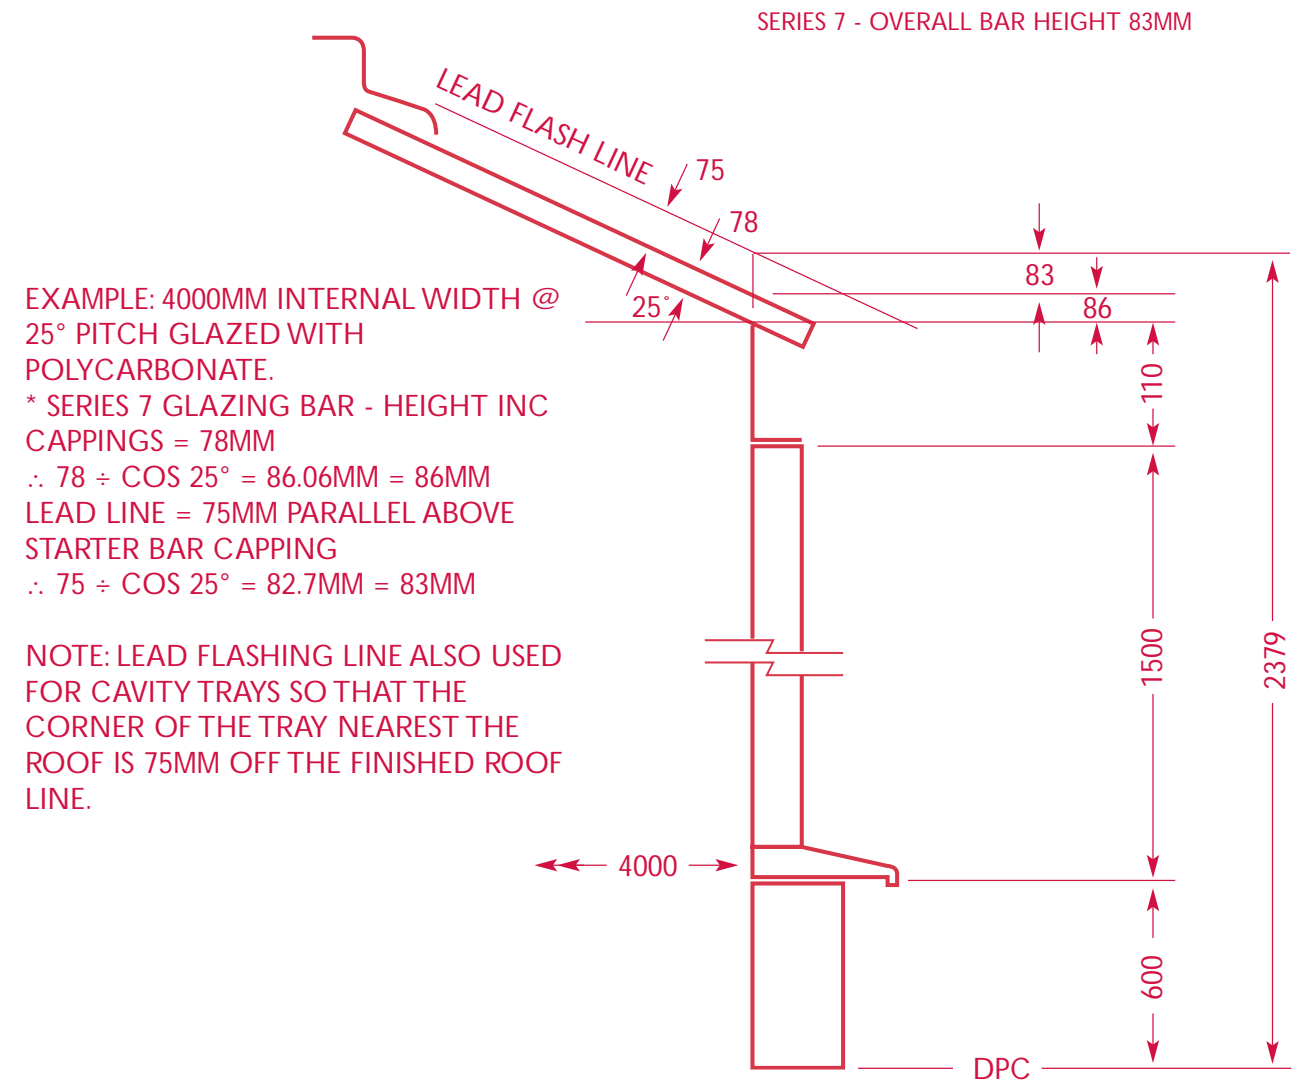 SERIES 7 - OVERALL BAR HEIGHT 83MM
LEAD FLASH LINE
75
78
83
86
25°
110
EXAMPLE: 4000MM INTERNAL WIDTH @
25° PITCH GLAZED WITH
POLYCARBONATE.
* SERIES 7 GLAZING BAR - HEIGHT INC
CAPPINGS = 78MM
∴ 78 ÷ COS 25° = 86.06MM = 86MM
LEAD LINE = 75MM PARALLEL ABOVE
STARTER BAR CAPPING
∴ 75 ÷ COS 25° = 82.7MM = 83MM
NOTE: LEAD FLASHING LINE ALSO USED
FOR CAVITY TRAYS SO THAT THE
CORNER OF THE TRAY NEAREST THE
ROOF IS 75MM OFF THE FINISHED ROOF
LINE.
1500
2379
4000
600
DPC